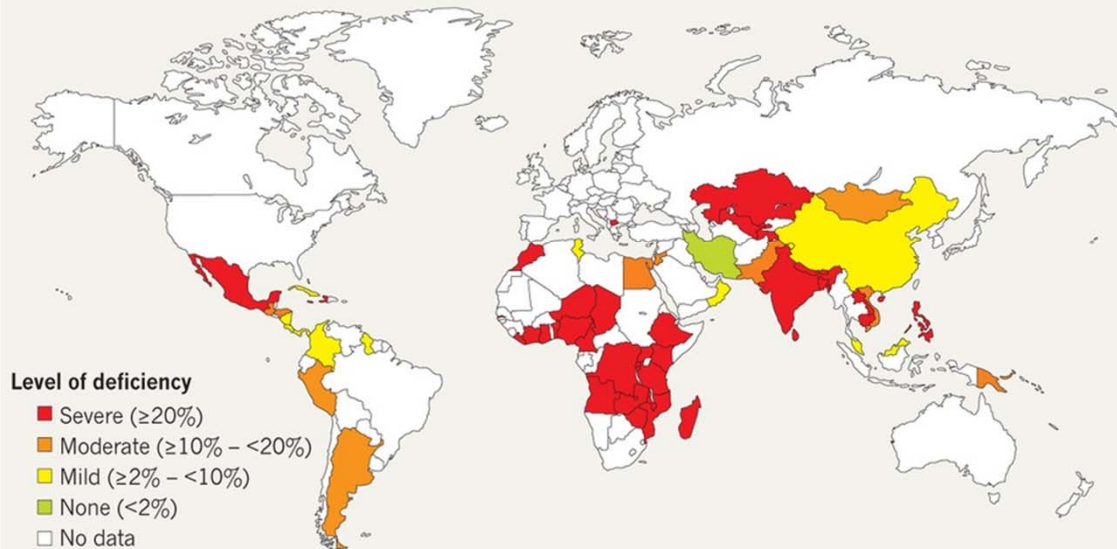 Level of deficiency
Severe (≥20%)
Moderate (≥10% – <20%)
Mild (≥2% – <10%)
None (<2%)
No data